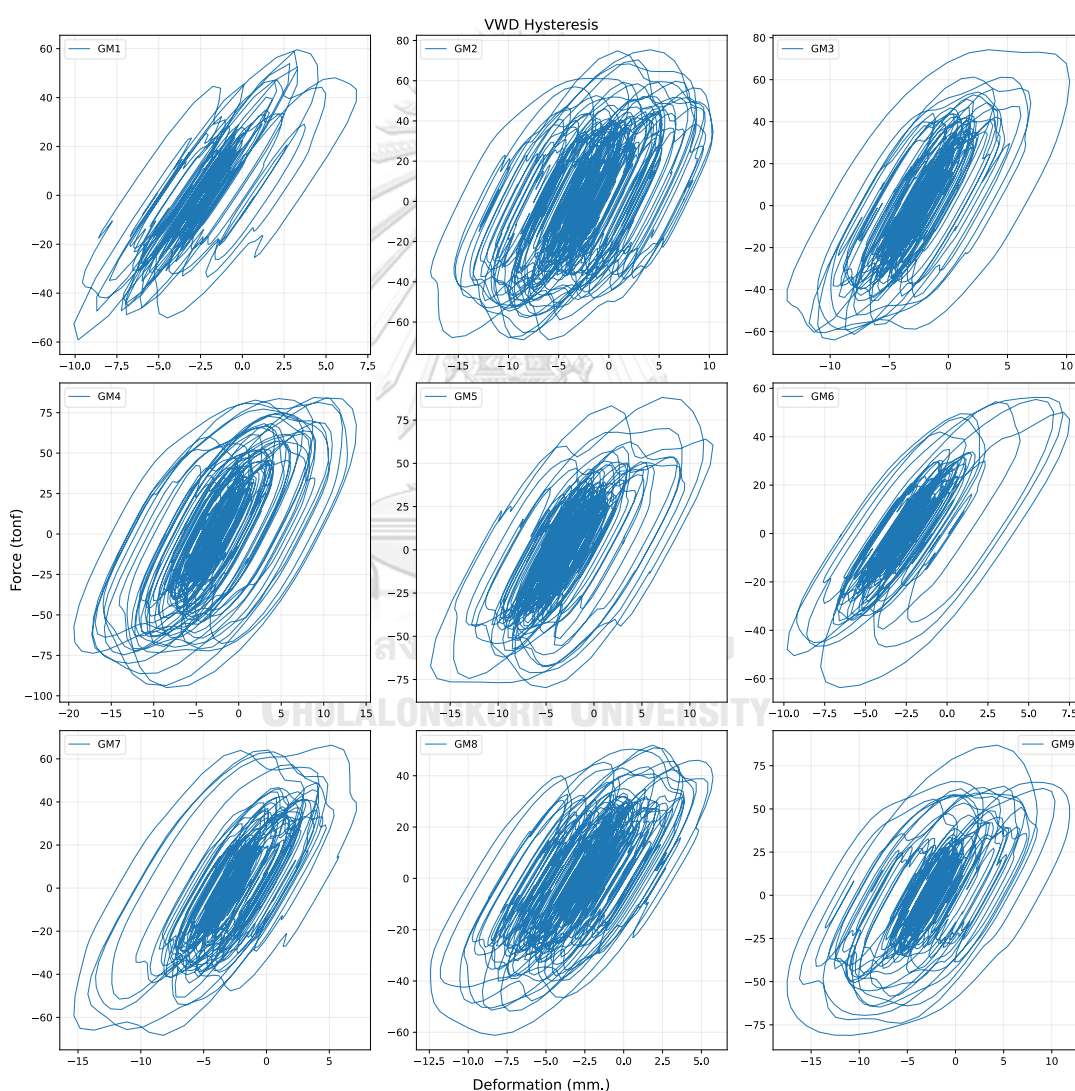 VWD Hysteresis
GM1
GM2
GM3
60
40
20
0
−20
−40
−60
−10.0 −7.5 −5.0 −2.5 0.0 2.5 5.0 7.5
80
60
40
20
0
−20
−40
−60
−15 −10 −5 0 5 10
80
60
40
20
0
−20
−40
−60
−10 −5 0 5 10
GM4
GM5
GM6
Force (tonf)
75
50
25
0
−25
−50
−75
−100
−20 −15 −10 −5 0 5 10 15
75
50
25
0
−25
−50
−75
−15 −10 −5 0 5 10
60
40
20
0
−20
−40
−60
−10.0 −7.5 −5.0 −2.5 0.0 2.5 5.0 7.5
CHULALONGKORN UNIVERSITY
GM7
GM8
GM9
60
40
20
0
−20
−40
−60
−15 −10 −5 0 5
40
20
0
−20
−40
−60
−12.5 −10.0 −7.5 −5.0 −2.5 0.0 2.5 5.0
75
50
25
0
−25
−50
−75
−15 −10 −5 0 5 10
Deformation (mm.)